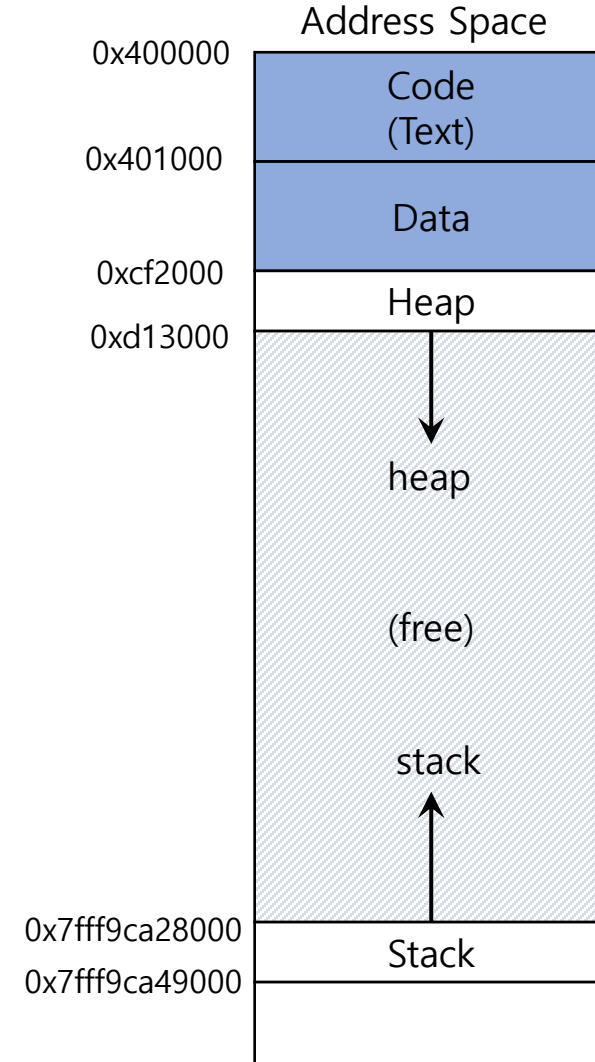 Address Space
0x400000
Code
(Text)
0x401000
Data
0xcf2000
Heap
0xd13000
heap
(free)
stack
0x7fff9ca28000
Stack
0x7fff9ca49000